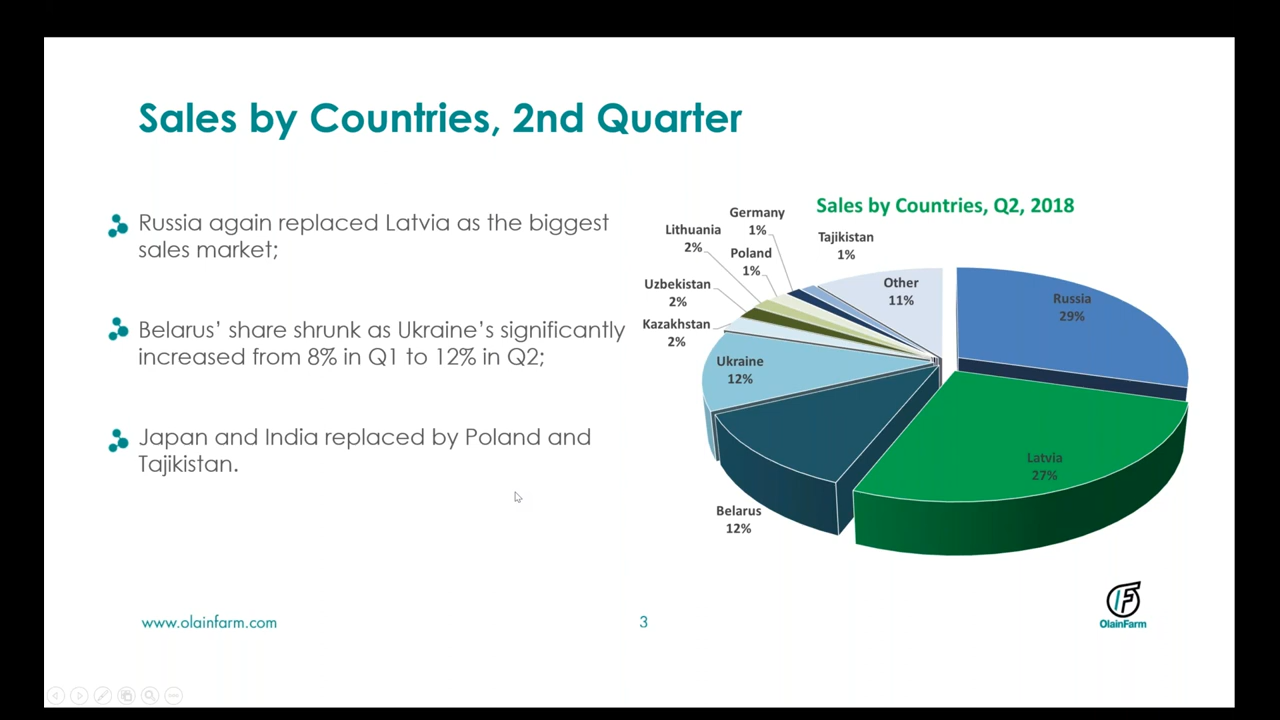 Sales by Countries, 2nd Quarter
Russia again replaced Latvia as the biggest
sales market;
Belarus’ share shrunk as Ukraine’s significantly
increased from 8% in Q1 to 12% in Q2;
Japan and India replaced by Poland and
Tajikistan.
Sales by Countries, Q2, 2018
Germany
1%
Lithuania
2%
Poland
1%
Tajikistan
1%
Uzbekistan
2%
Kazakhstan
2%
Other
11%
Russia
29%
Ukraine
12%
Latvia
27%
Belarus
12%
www.olainfarm.com
3
OlainFarm